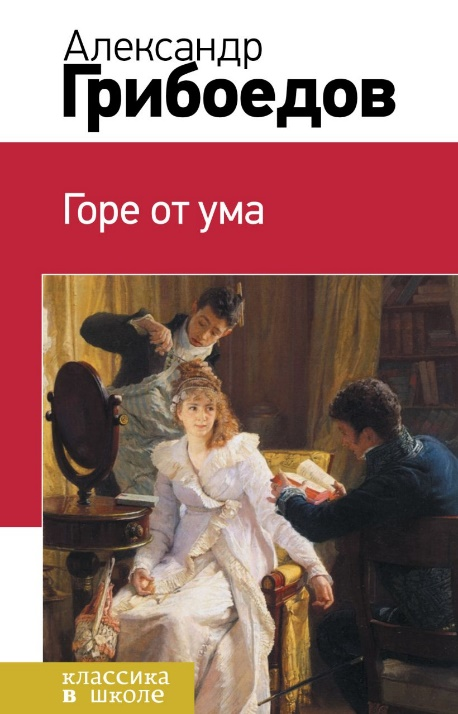 Александр
Грибоедов
Горе от ума
классика
в школе